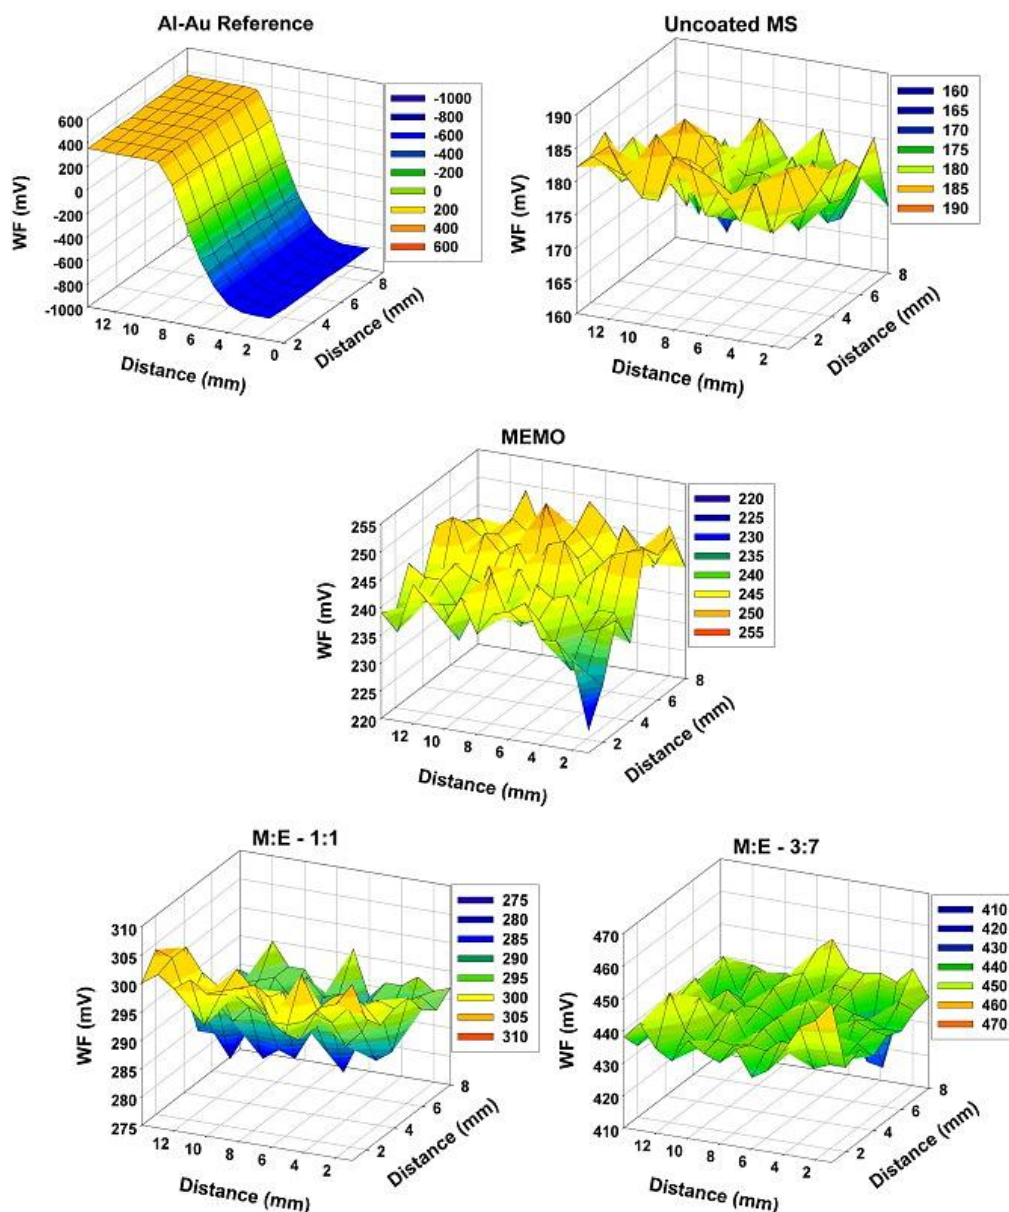 Al-Au Reference
600
400
200
0
-200
-400
-600
-800
-1000
WF (mV)
12 10 8 6 4 2 0
Distance (mm)
2 4 6 8
Distance (mm)
-1000
-800
-600
-400
-200
0
200
400
600
Uncoated MS
190
185
180
175
170
165
160
WF (mV)
12 10 8 6 4 2
Distance (mm)
2 4 6 8
Distance (mm)
160
165
170
175
180
185
190
MEMO
255
250
245
240
235
230
225
220
WF (mV)
12 10 8 6 4 2
Distance (mm)
2 4 6 8
Distance (mm)
220
225
230
235
240
245
250
255
M:E - 1:1
310
305
300
295
290
285
280
275
WF (mV)
12 10 8 6 4 2
Distance (mm)
2 4 6 8
Distance (mm)
275
280
285
290
295
300
305
310
M:E - 3:7
470
460
450
440
430
420
410
WF (mV)
12 10 8 6 4 2
Distance (mm)
2 4 6 8
Distance (mm)
410
420
430
440
450
460
470